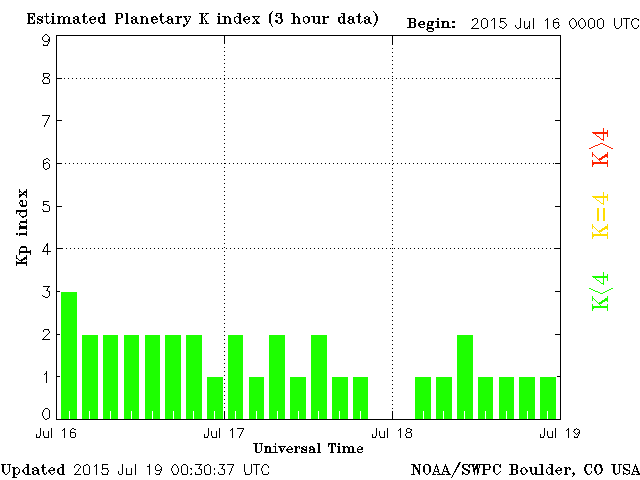 Estimated Planetary K index (3 hour data) Begin: 2015 Jul 16 0000 UTC
9
8
7
6
5
4
3
2
1
0
Kp index
K>4
K=4
K<4
Jul 16 Jul 17 Jul 18 Jul 19
Universal Time
Updated 2015 Jul 19 00:30:37 UTC NOAA/SWPC Boulder, CO USA